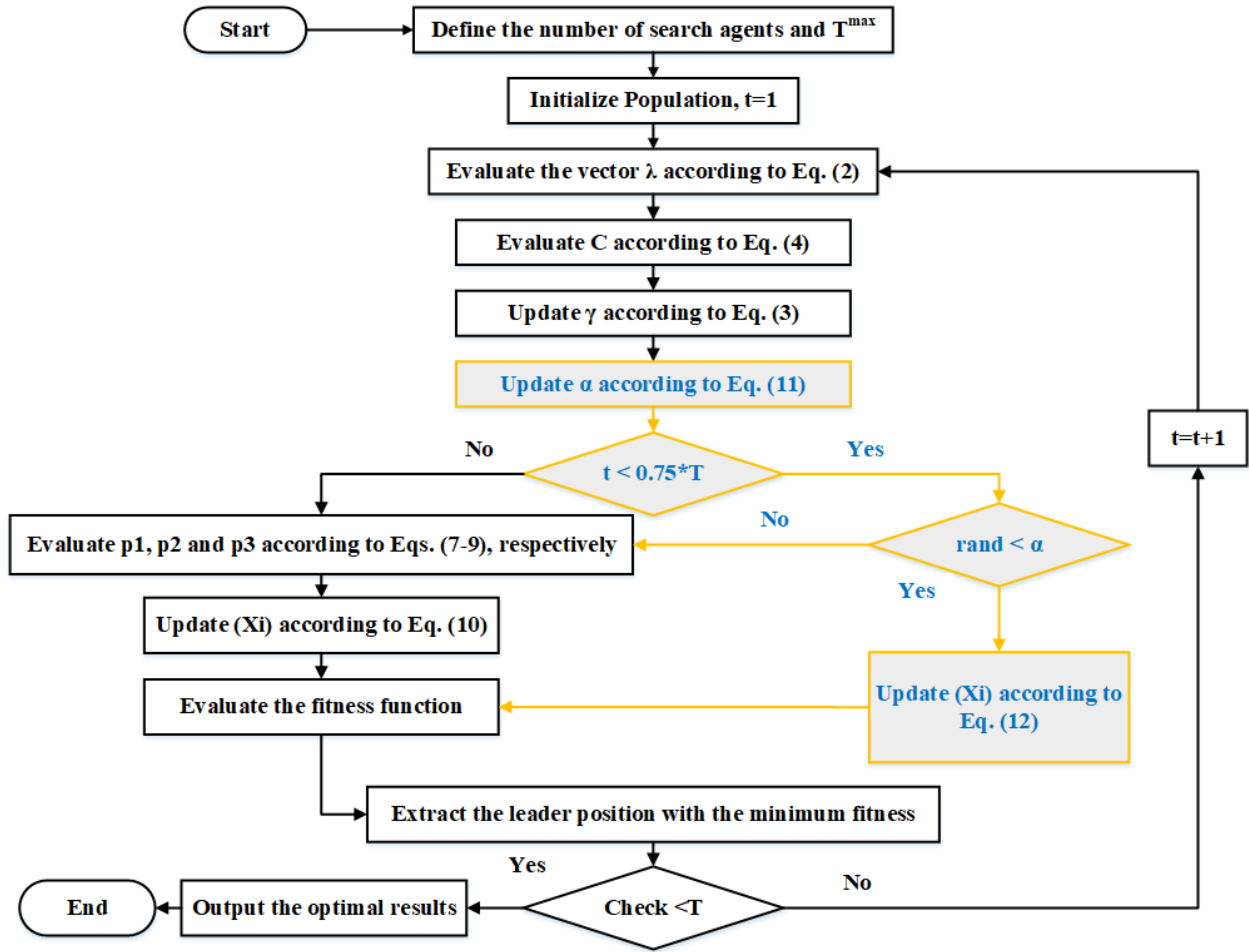 Start
Define the number of search agents and T^max
Initialize Population, t=1
Evaluate the vector λ according to Eq. (2)
Evaluate C according to Eq. (4)
Update γ according to Eq. (3)
Update α according to Eq. (11)
t=t+1
No
Yes
t < 0.75*T
No
Evaluate p1, p2 and p3 according to Eqs. (7-9), respectively
rand < α
Yes
Update (Xi) according to Eq. (10)
Update (Xi) according to
Eq. (12)
Evaluate the fitness function
Extract the leader position with the minimum fitness
Yes
No
End
Output the optimal results
Check <T